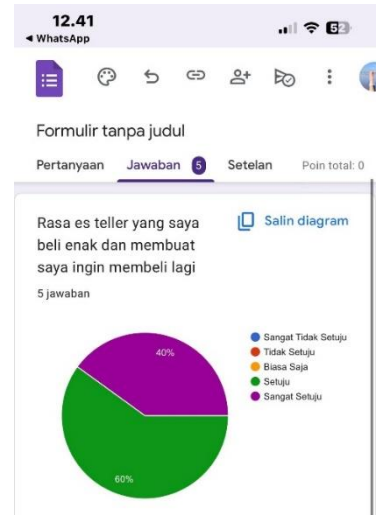 12.41
WhatsApp
52
Formulir tanpa judul
Pertanyaan Jawaban 5 Setelan Poin total: 0
Rasa es teller yang saya
beli enak dan membuat
saya ingin membeli lagi
Salin diagram
5 jawaban
40%
60%
Sangat Tidak Setuju
Tidak Setuju
Biasa Saja
Setuju
Sangat Setuju